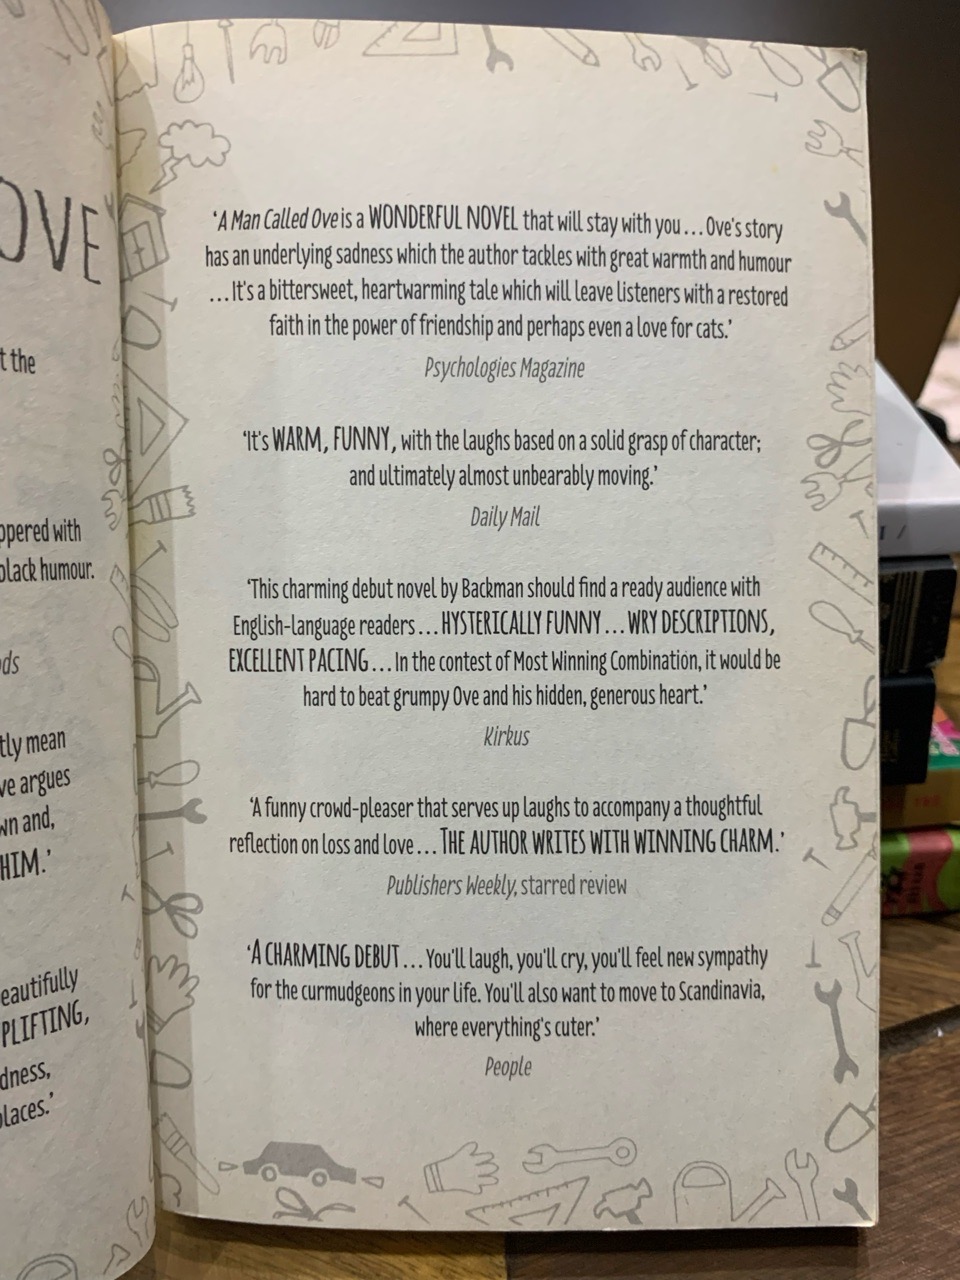 OVE
t the
ppered with
black humour.
ds
tly mean
ve argues
wn and,
HIM.'
eautifully
PLIFTING,
dness,
places.'
'A Man Called Ove is a WONDERFUL NOVEL that will stay with you... Ove's story
has an underlying sadness which the author tackles with great warmth and humour
...It's a bittersweet, heartwarming tale which will leave listeners with a restored
faith in the power of friendship and perhaps even a love for cats.'
Psychologies Magazine
'It's WARM, FUNNY, with the laughs based on a solid grasp of character;
and ultimately almost unbearably moving.'
Daily Mail
'This charming debut novel by Backman should find a ready audience with
English-language readers... HYSTERICALLY FUNNY... WRY DESCRIPTIONS,
EXCELLENT PACING... In the contest of Most Winning Combination, it would be
hard to beat grumpy Ove and his hidden, generous heart.'
Kirkus
'A funny crowd-pleaser that serves up laughs to accompany a thoughtful
reflection on loss and love... THE AUTHOR WRITES WITH WINNING CHARM.'
Publishers Weekly, starred review
'A CHARMING DEBUT... You'll laugh, you'll cry, you'll feel new sympathy
for the curmudgeons in your life. You'll also want to move to Scandinavia,
where everything's cuter.'
People